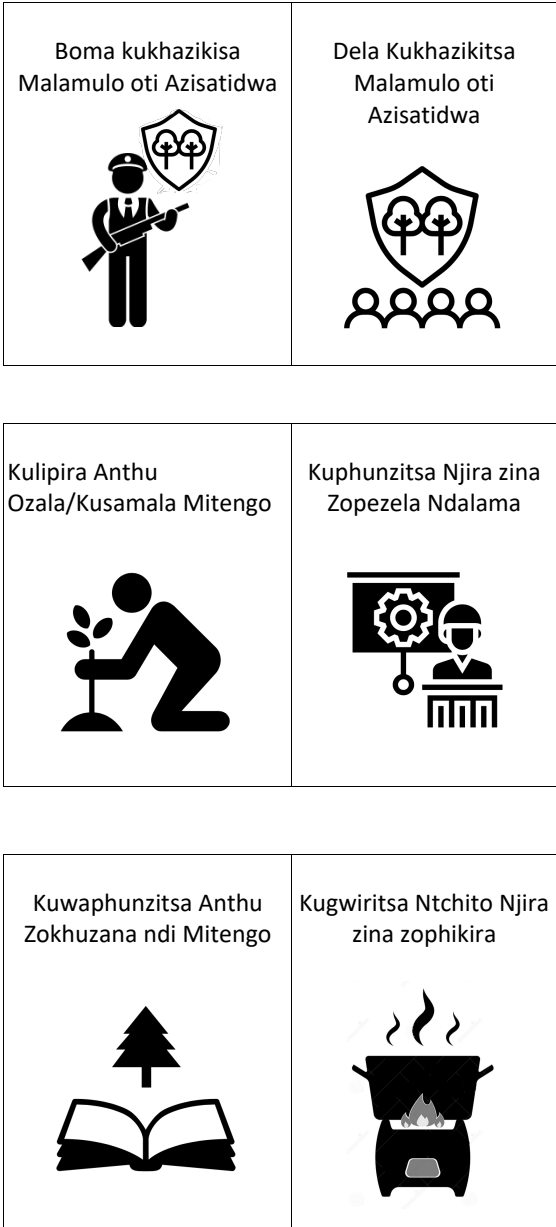 Boma kukhazikisa
Malamulo oti Azisatidwa
Dela Kukhazikitsa
Malamulo oti
Azisatidwa
Kulipira Anthu
Ozala/Kusamala Mitengo
Kuphunzitsa Njira zina
Zopezela Ndalama
Kuwaphunzitsa Anthu
Zokhuzana ndi Mitengo
Kugwiritsa Ntchito Njira
zina zophikira